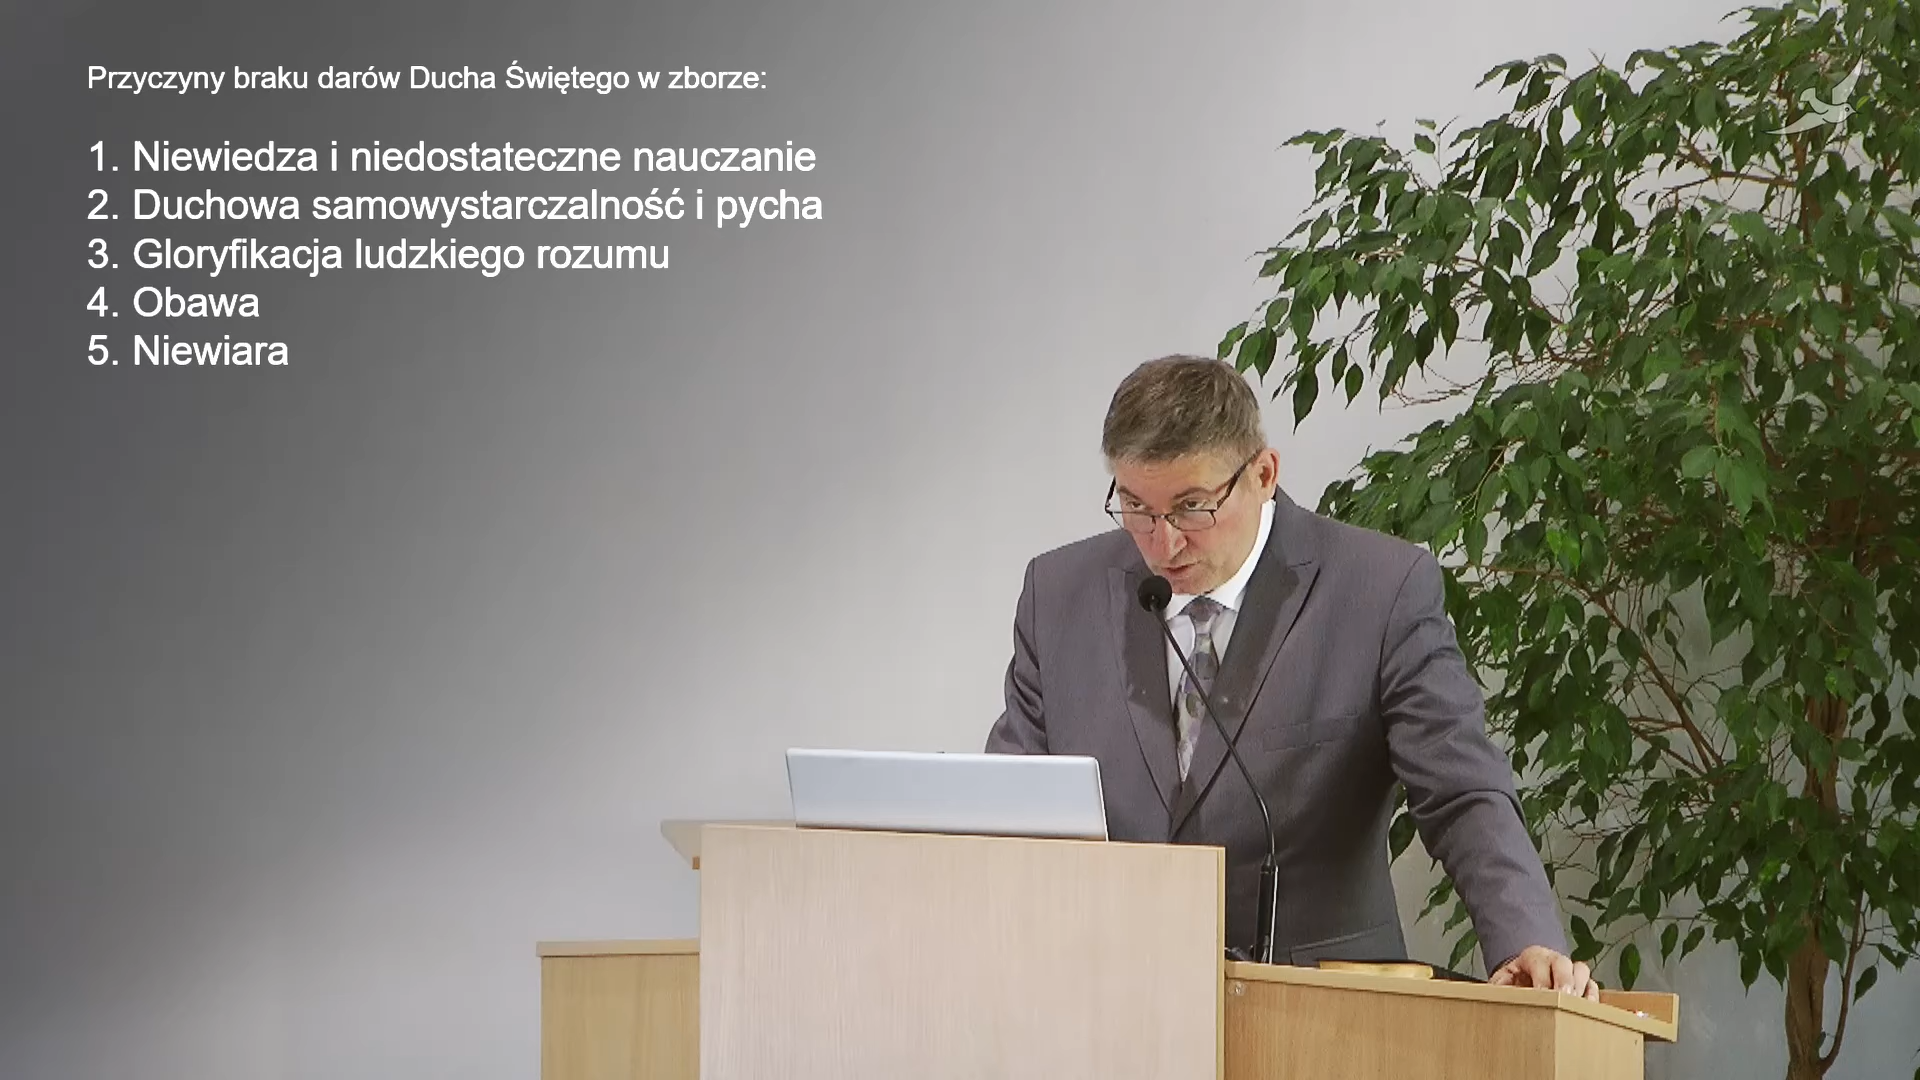 Przyczyny braku darów Ducha Świętego w zborze:
1. Niewiedza i niedostateczne nauczanie
2. Duchowa samowystarczalność i pycha
3. Gloryfikacja ludzkiego rozumu
4. Obawa
5. Niewiara